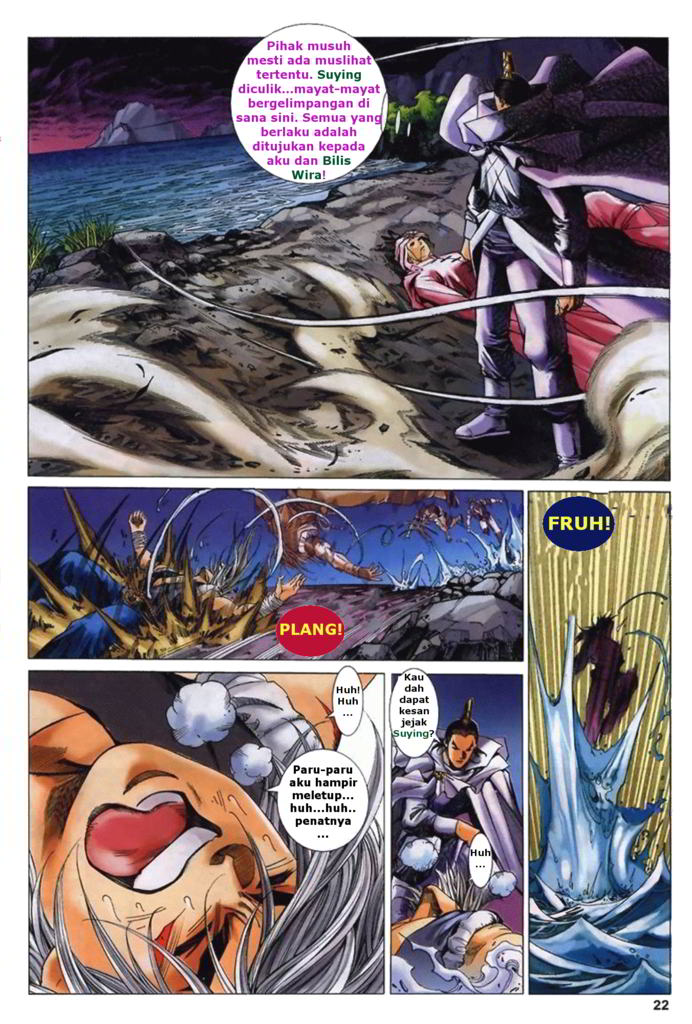 Pihak musuh
mesti ada muslihat
tertentu. Suying
diculik...mayat-mayat
bergelimpangan di
sana sini. Semua yang
berlaku adalah
ditujukan kepada
aku dan Bilis
Wira!
PLANG!
FRUH!
Huh!
Huh
...
Paru-paru
aku hampir
meletup...
huh...huh..
penatnya
...
Kau
dah
dapat
kesan
jejak
Suying?
Huh
...
22